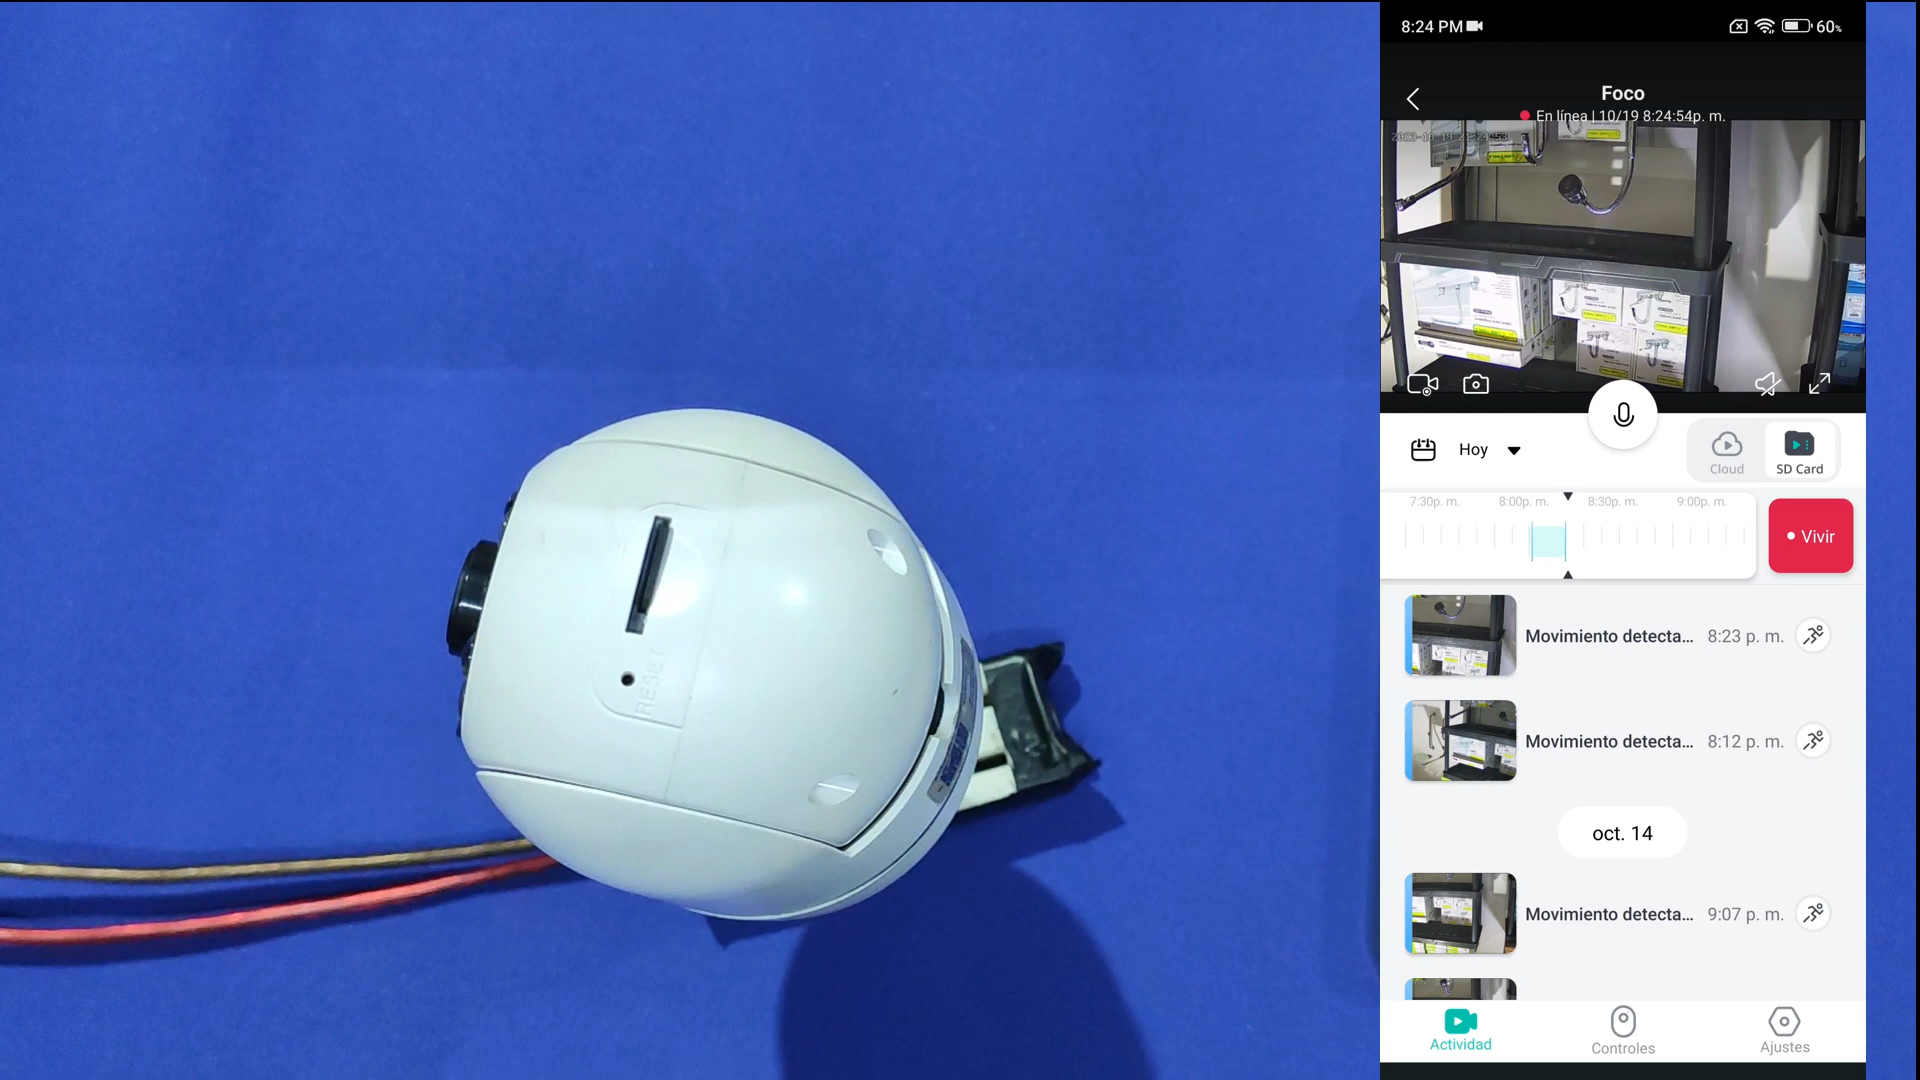 RESET
8:24 PM
60%
Foco
En línea | 10/19 8:24:54p. m.
Hoy
Cloud
SD Card
7:30p. m.
8:00p. m.
8:30p. m.
9:00p. m.
Vivir
Movimiento detecta... 8:23 p. m.
Movimiento detecta... 8:12 p. m.
oct. 14
Movimiento detecta... 9:07 p. m.
Actividad
Controles
Ajustes